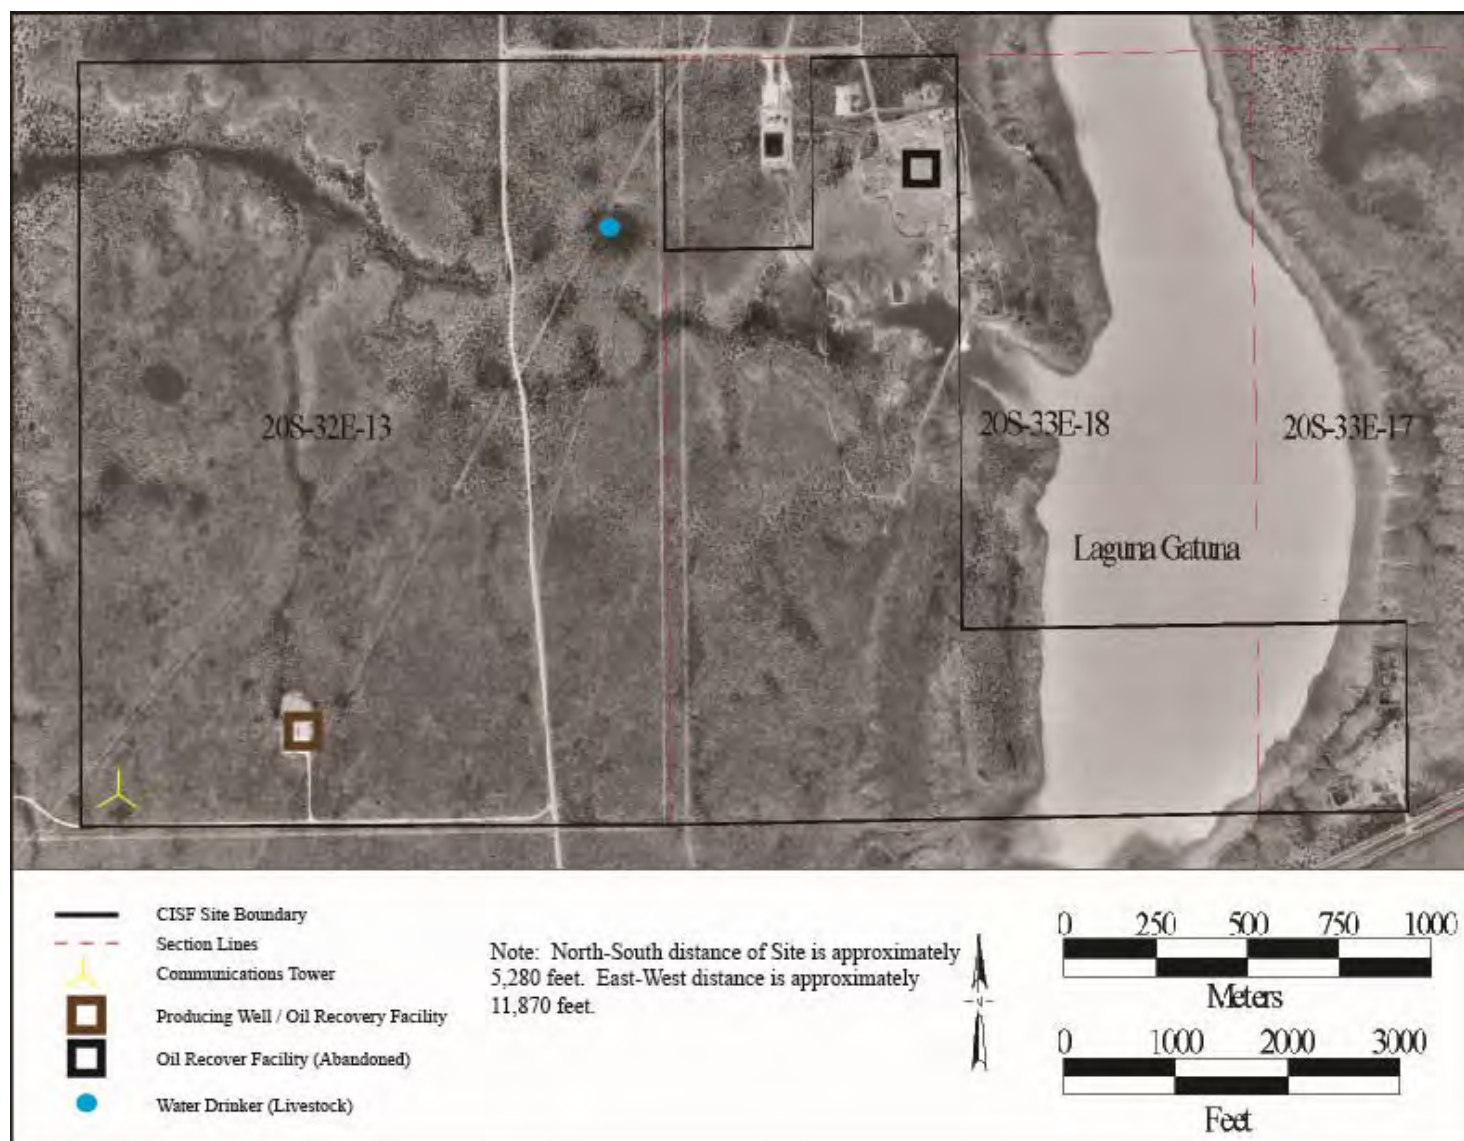 20S-32E-13
20S-33E-18
20S-33E-17
Laguna Gatuna
CISF Site Boundary
Section Lines
Communications Tower
Producing Well / Oil Recovery Facility
Oil Recover Facility (Abandoned)
Water Drinker (Livestock)
Note: North-South distance of Site is approximately
5,280 feet. East-West distance is approximately
11,870 feet.
N
0 250 500 750 1000
Meters
0 1000 2000 3000
Feet